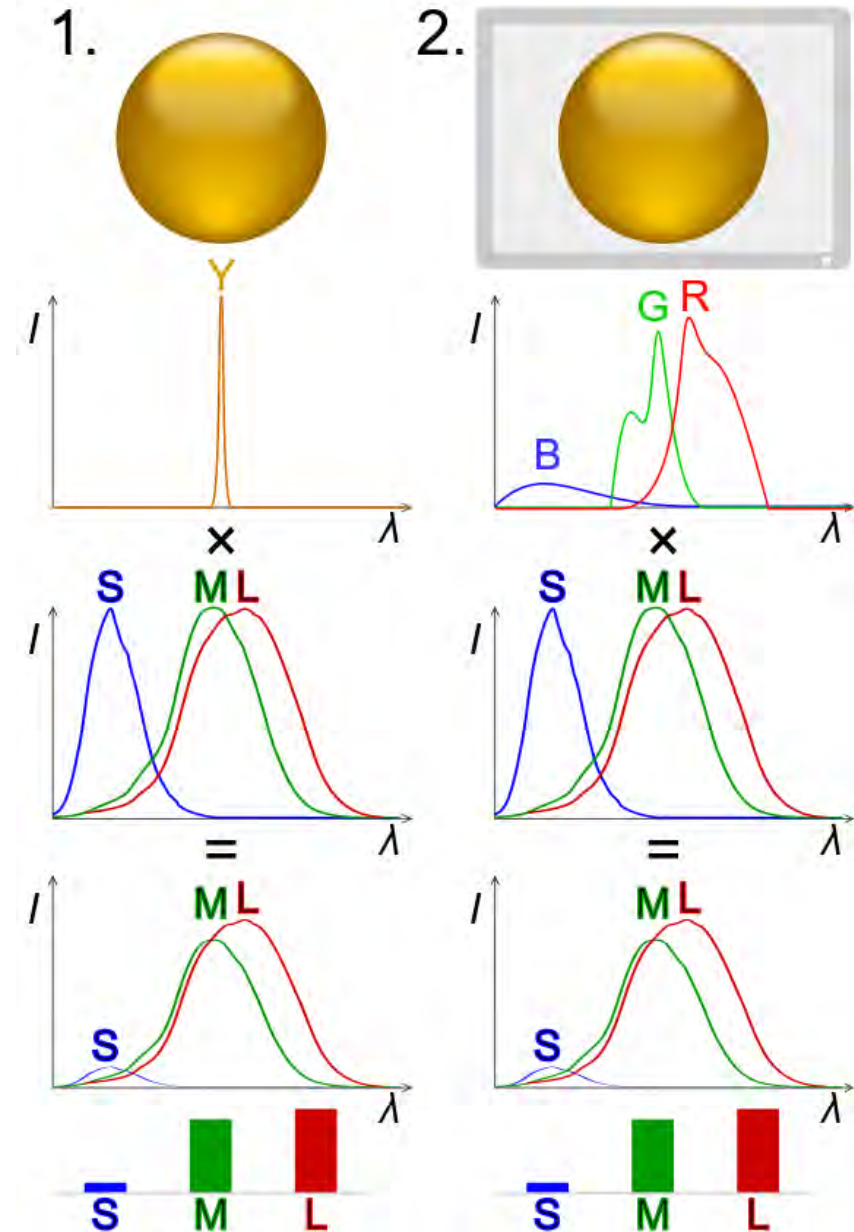 1. 2.
Y
I λ
G R
B
I λ
× ×
S M L
I λ
S M L
I λ
= =
M L
S
I λ
M L
S
I λ
S M L
S M L